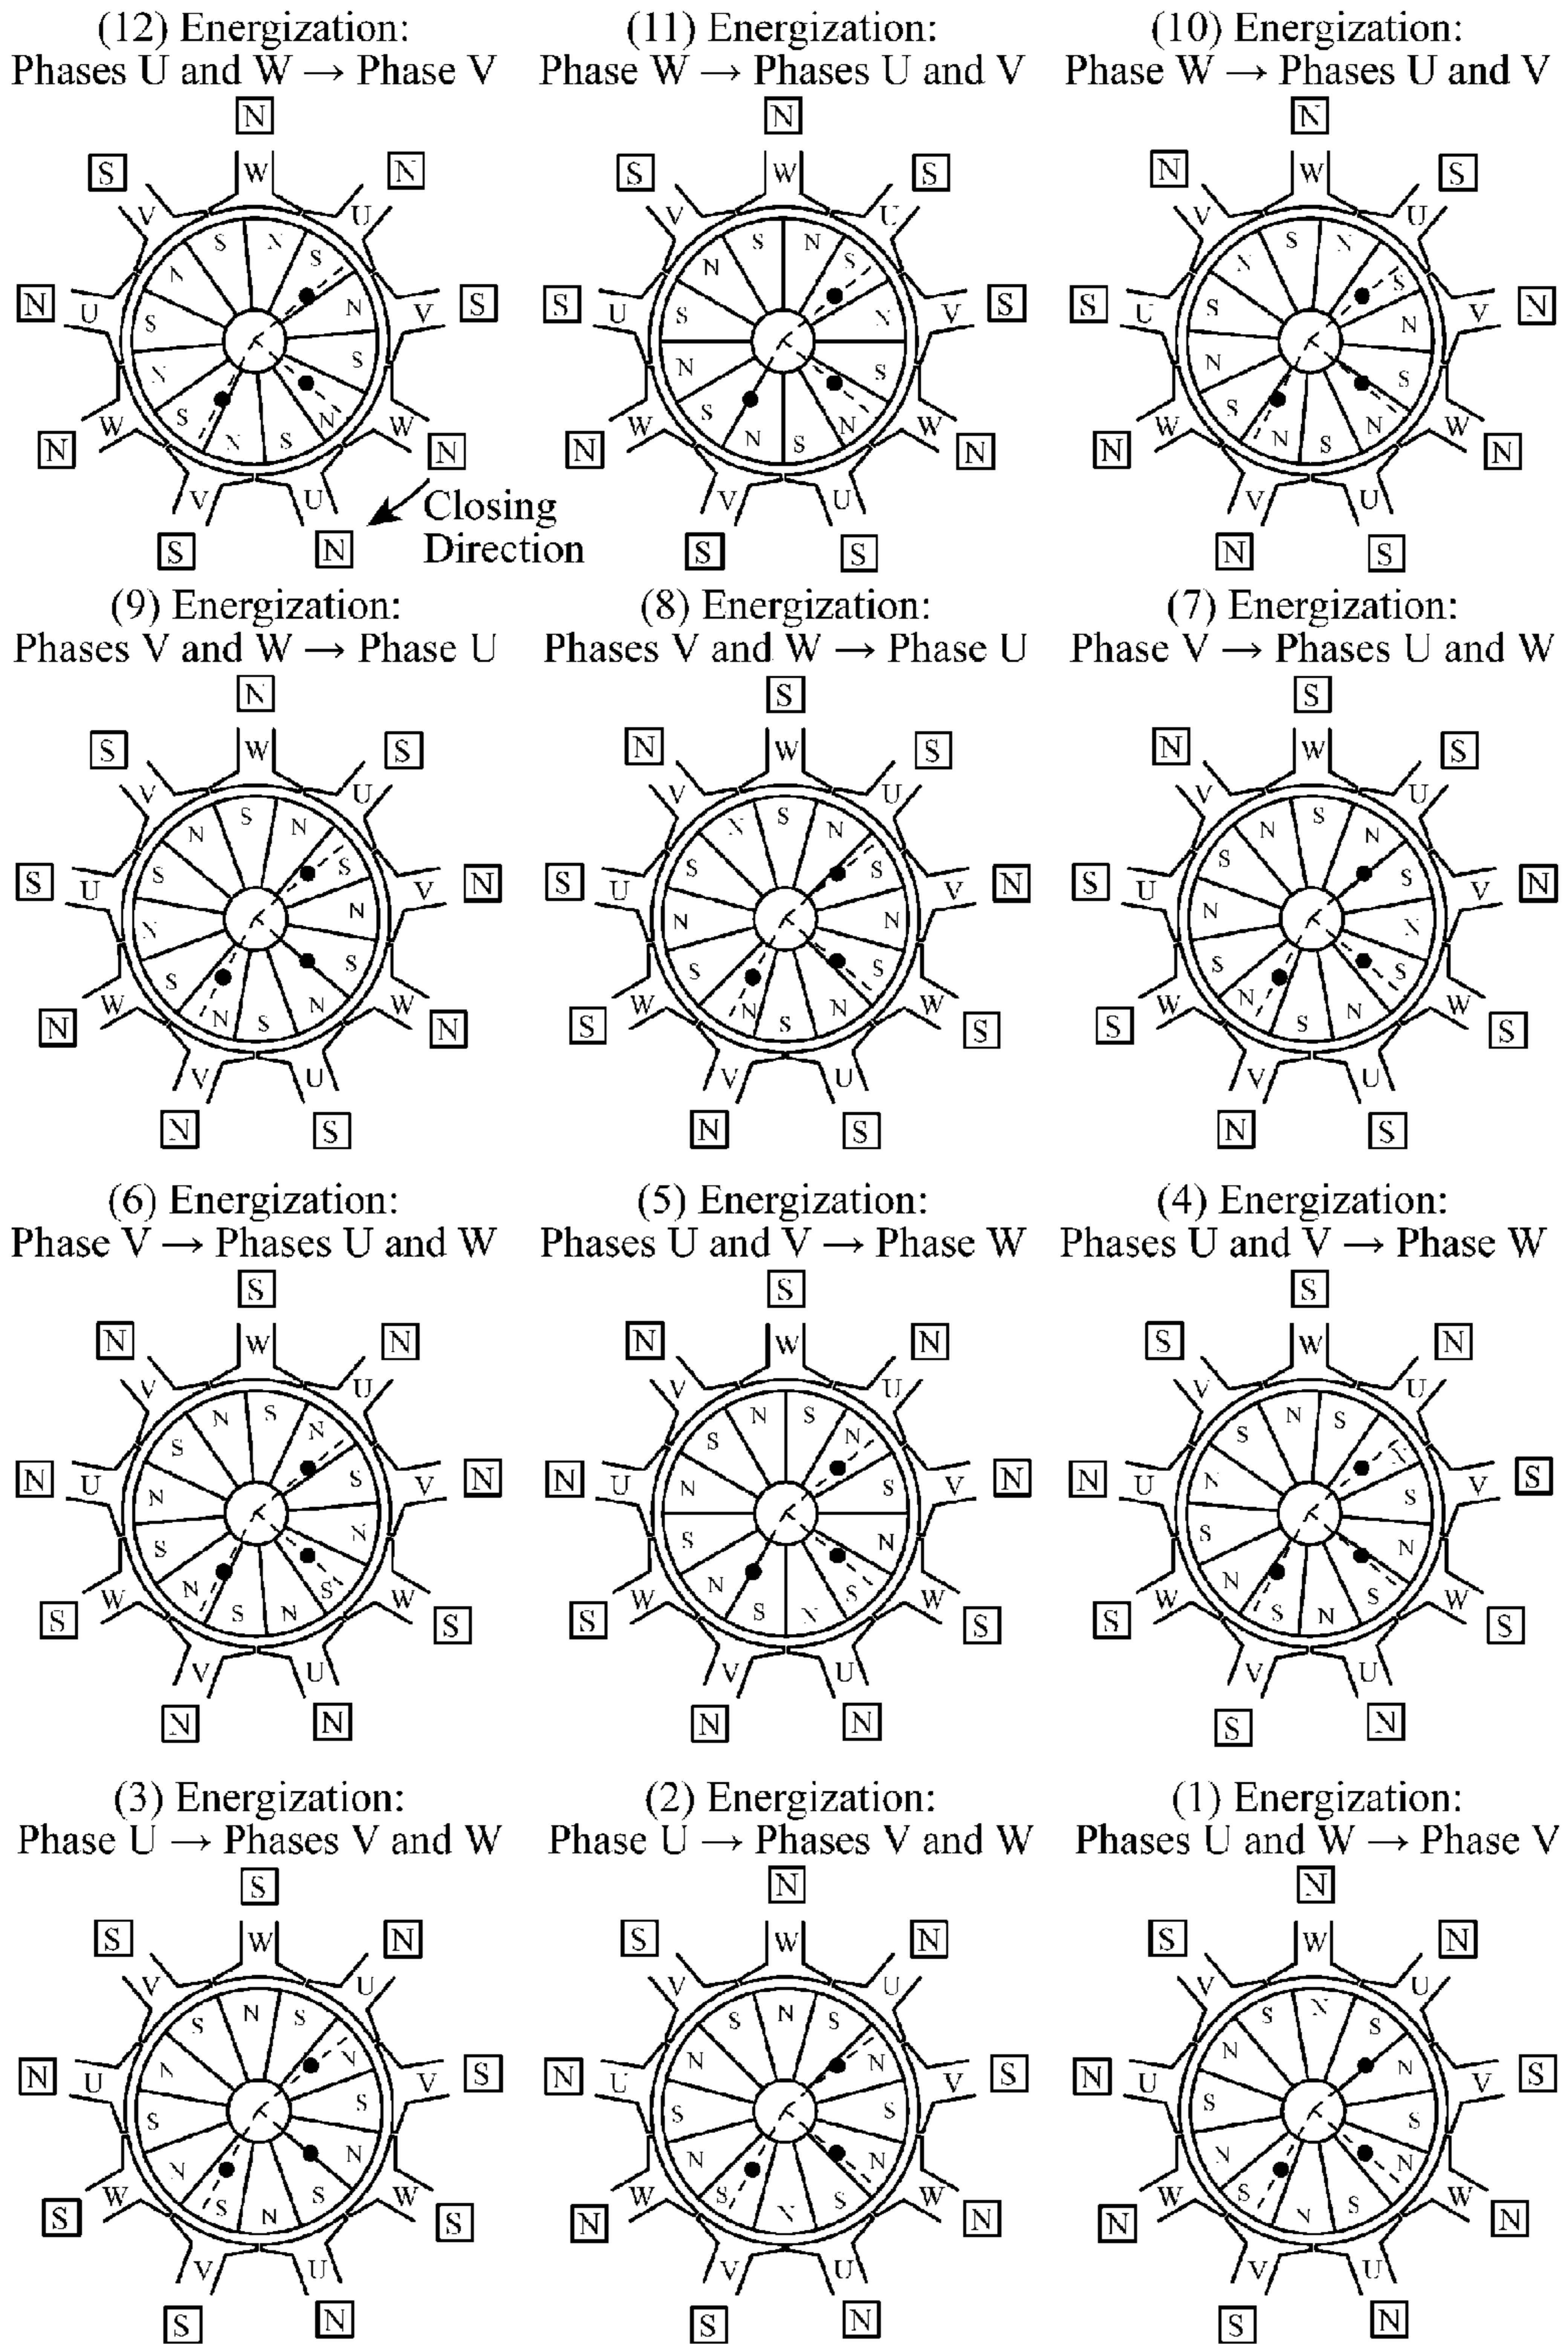 (12) Energization:
Phases U and W → Phase V
N
S W N
V U
S N S
N
N U S N V S
N S
W S N W
N N S N
V U
S N
Closing
Direction
(11) Energization:
Phase W → Phases U and V
N
S W S
V U
S N S
N
S U S N V S
N S
W S N W
N N S N
V U
S S
(10) Energization:
Phase W → Phases U and V
N
N W S
V U
S N
N S
S U S N V N
N S
W S N W
N N S N
V U
N S
(9) Energization:
Phases V and W → Phase U
N
S W S
V U
N S N
S S
S U N V N
N S
W S N W
N N S N
V U
N S
(8) Energization:
Phases V and W → Phase U
S
N W S
V U
N S N
S S
S U N N V N
S S
W N N W
S S S
V U
N S
(7) Energization:
Phase V → Phases U and W
S
N W S
V U
N S N
S S
S U N N V N
S S
W N N W
S S S
V U
N S
(6) Energization:
Phase V → Phases U and W
S
N W N
V U
N S N
S
N U N S V N
S N
W N S W
S S N S
V U
N N
(5) Energization:
Phases U and V → Phase W
S
N W N
V U
N S N
S
N U N S V N
S N
W N S W
S S N S
V U
N N
(4) Energization:
Phases U and V → Phase W
S
S W N
V U
N S
S N
N U N S V S
S N
W N S W
S S N S
V U
S N
(3) Energization:
Phase U → Phases V and W
S
S W N
V U
S N S
N N
N U S S V S
N N
W S S W
S N S
V U
S N
(2) Energization:
Phase U → Phases V and W
N
S W N
V U
S N S
N N
N U S S V S
N N
W S S W
N N N
V U
S N
(1) Energization:
Phases U and W → Phase V
N
S W N
V U
S N S
N N
N U S S V S
N N
W S S W
N N N
V U
S N